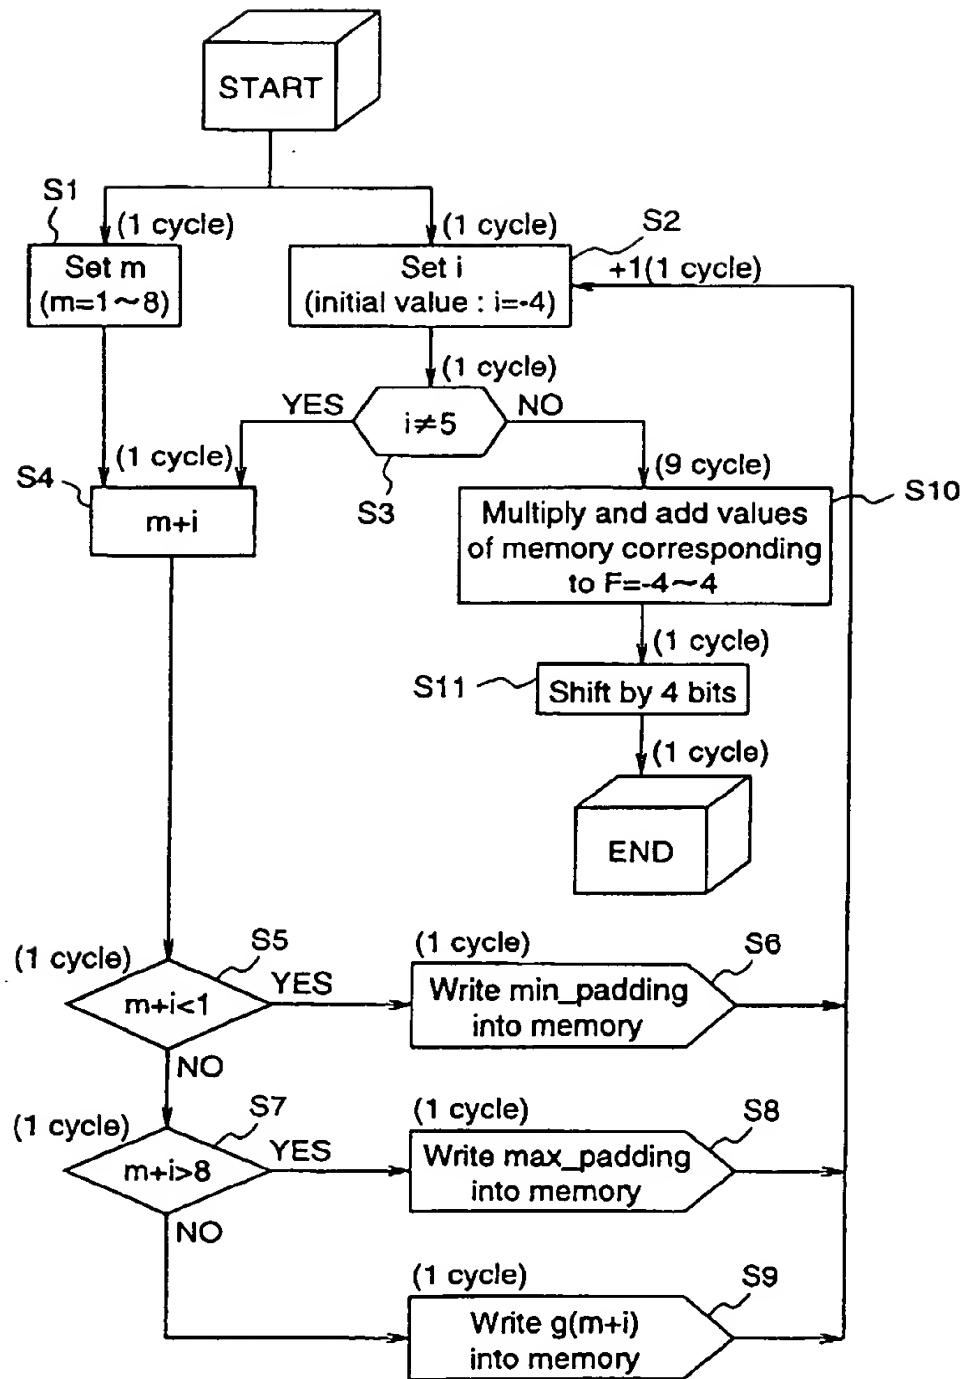 START
S1
(1 cycle)
(1 cycle)
S2
Set m
(m=1~8)
Set i
(initial value : i=-4)
+1(1 cycle)
(1 cycle)
YES
i≠5
NO
S3
S4
(1 cycle)
m+i
(9 cycle)
S10
Multiply and add values
of memory corresponding
to F=-4~4
(1 cycle)
S11
Shift by 4 bits
(1 cycle)
END
(1 cycle)
S5
m+i<1
YES
NO
(1 cycle)
S6
Write min_padding
into memory
(1 cycle)
S7
m+i>8
YES
NO
(1 cycle)
S8
Write max_padding
into memory
(1 cycle)
S9
Write g(m+i)
into memory